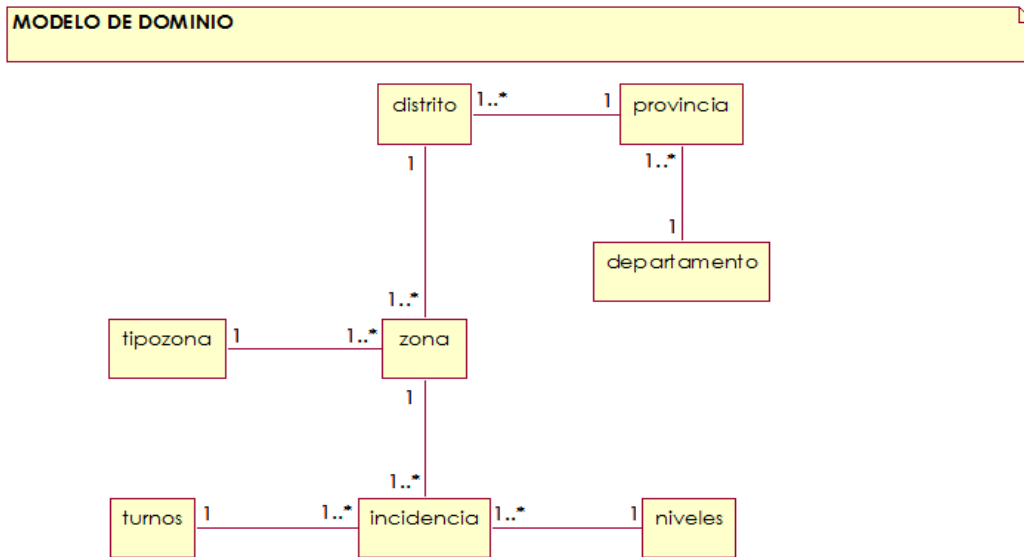 MODELO DE DOMINIO
distrito 1..* 1 provincia
1 1..*
1
departamento
1..*
tipozona 1 1..* zona
1
1..*
turnos 1 1..* incidencia 1..* 1 niveles